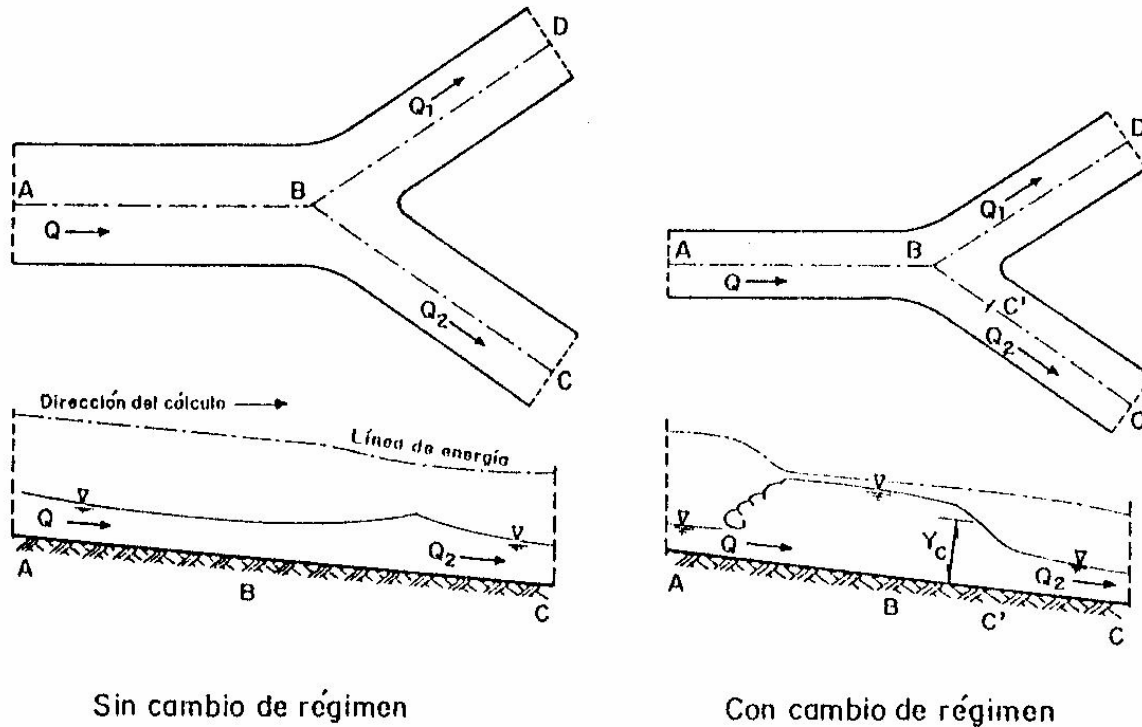 D
Q1
A
B
Q
Q2
C
Dirección del cálculo
Línea de energía
Q
Q2
A
B
C
Sin cambio de régimen
D
Q1
A
B
Q
C'
Q2
C
Q
Yc
Q2
A
B
C'
C
Con cambio de régimen